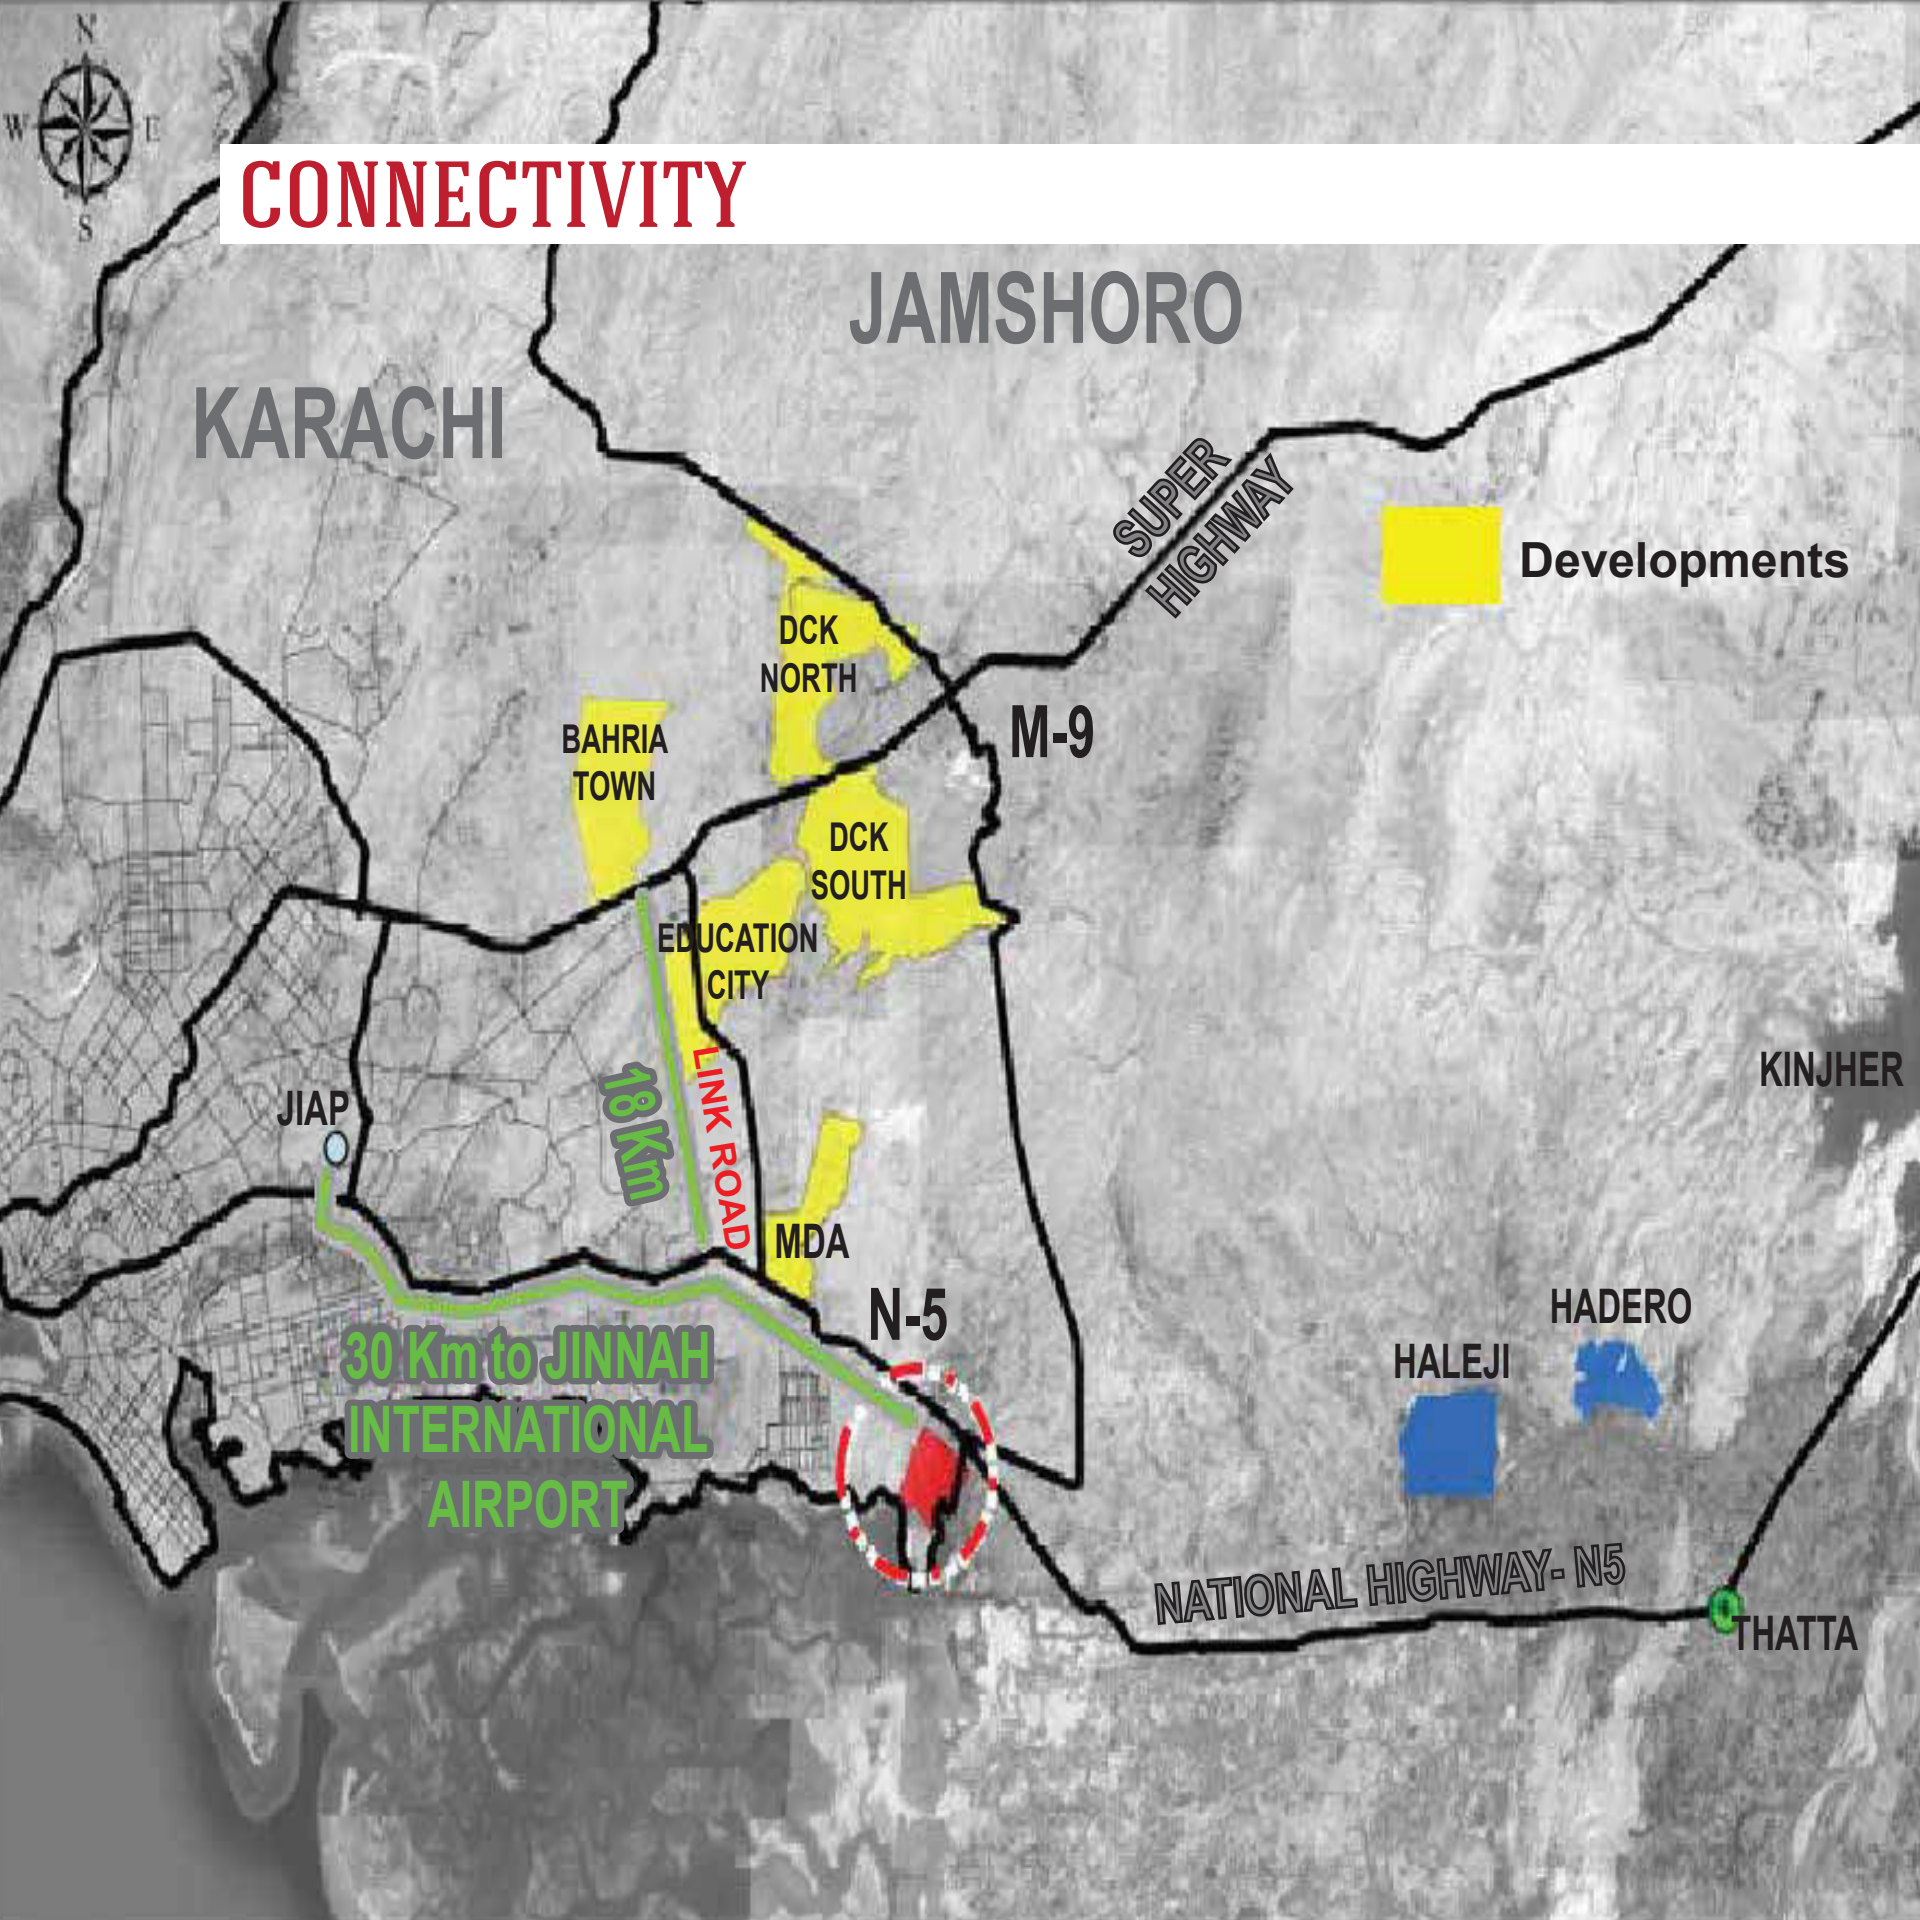 N
W E
S
CONNECTIVITY
JAMSHORO
KARACHI
SUPER
HIGHWAY
Developments
DCK
NORTH
M-9
BAHRIA
TOWN
DCK
SOUTH
EDUCATION
CITY
KINJHER
JIAP
18 Km
LINK ROAD
MDA
N-5
HADERO
HALEJI
30 Km to JINNAH
INTERNATIONAL
AIRPORT
NATIONAL HIGHWAY- N5
THATTA